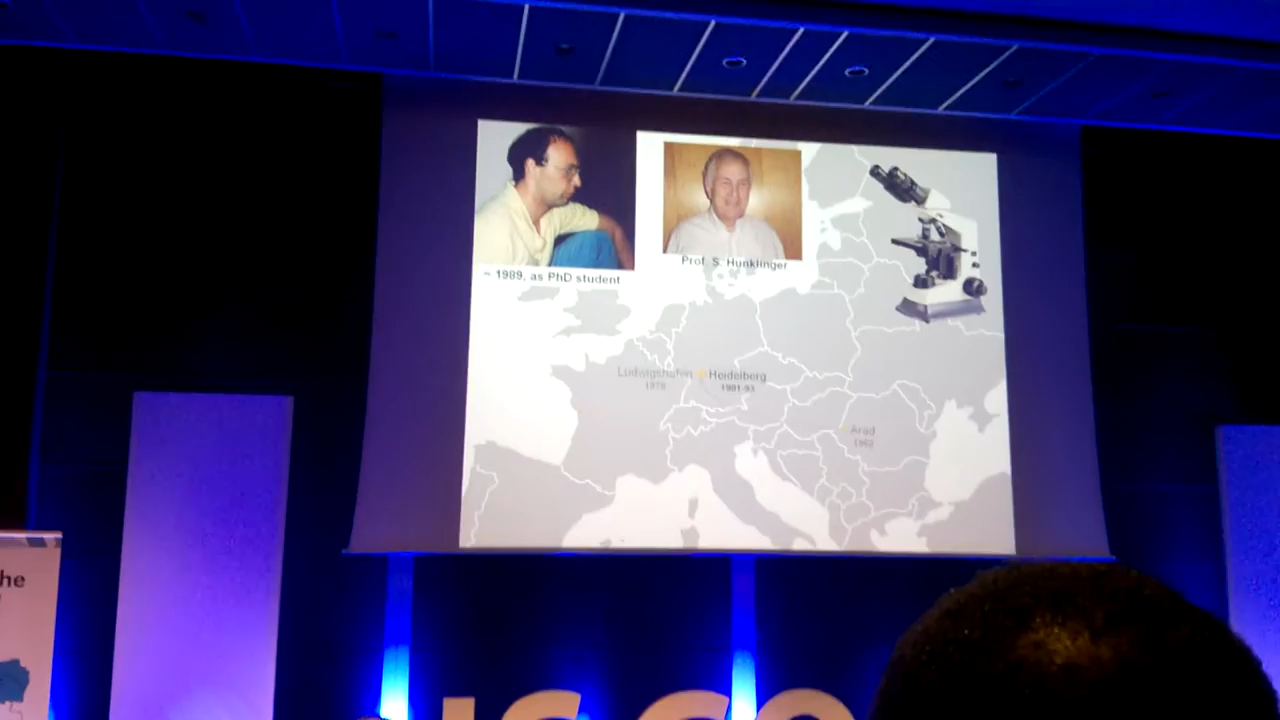 ~ 1989, as PhD student
Prof. S. Hunklinger
Ludwigshafen
1978
Heidelberg
1981-93
Arad
1962
he